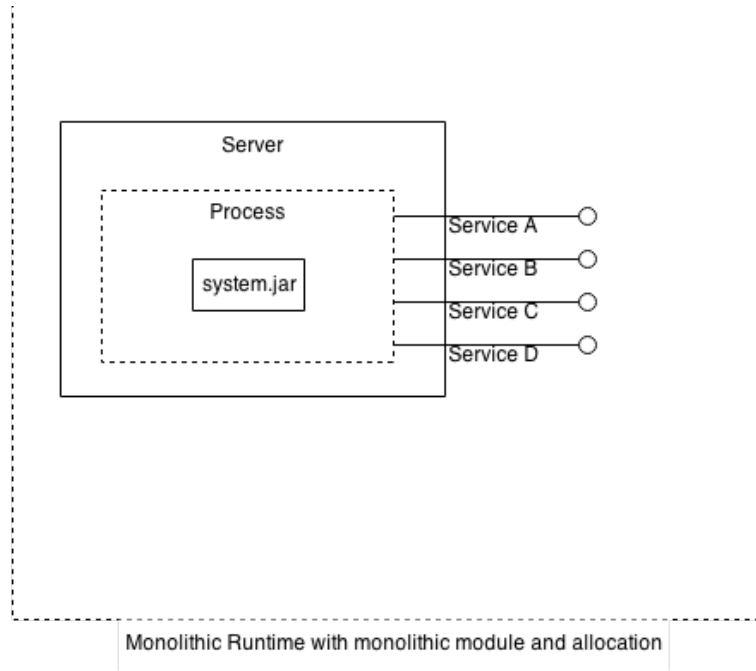 Server
Process
system.jar
Service A
Service B
Service C
Service D
Monolithic Runtime with monolithic module and allocation